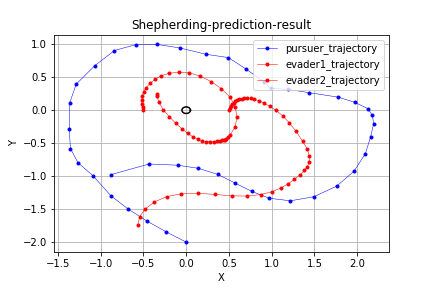 Shepherding-prediction-result
pursuer_trajectory
evader1_trajectory
evader2_trajectory
1.0
0.5
0.0
−0.5
−1.0
−1.5
−2.0
Y
−1.5 −1.0 −0.5 0.0 0.5 1.0 1.5 2.0
X